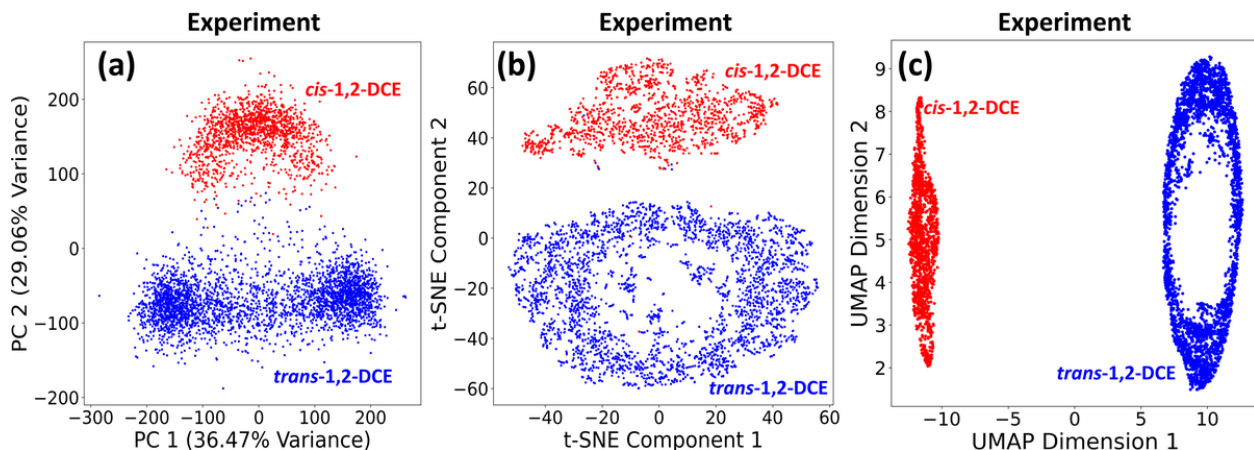 Experiment
(a)
cis-1,2-DCE
trans-1,2-DCE
PC 2 (29.06% Variance)
200
100
0
−100
−200
−300 −200 −100 0 100 200
PC 1 (36.47% Variance)
Experiment
(b)
cis-1,2-DCE
trans-1,2-DCE
t-SNE Component 2
60
40
20
0
−20
−40
−60
−40 −20 0 20 40 60
t-SNE Component 1
Experiment
(c)
cis-1,2-DCE
trans-1,2-DCE
UMAP Dimension 2
9
8
7
6
5
4
3
2
−10 −5 0 5 10
UMAP Dimension 1